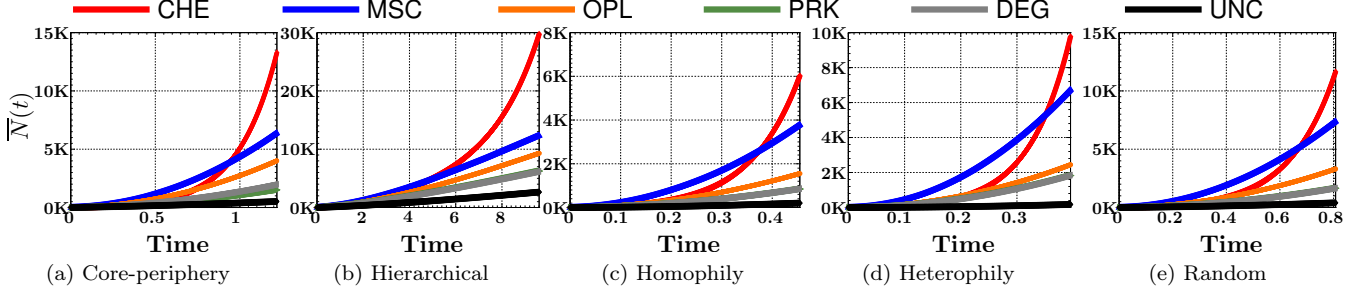 CHE MSC OPL PRK DEG UNC
N(t)
15K 10K 5K 0K
0 0.5 1
Time
(a) Core-periphery
30K 20K 10K 0K
0 2 4 6 8
Time
(b) Hierarchical
8K 6K 4K 2K 0K
0 0.1 0.2 0.3 0.4
Time
(c) Homophily
10K 8K 6K 4K 2K 0K
0 0.1 0.2 0.3
Time
(d) Heterophily
15K 10K 5K 0K
0 0.2 0.4 0.6 0.8
Time
(e) Random